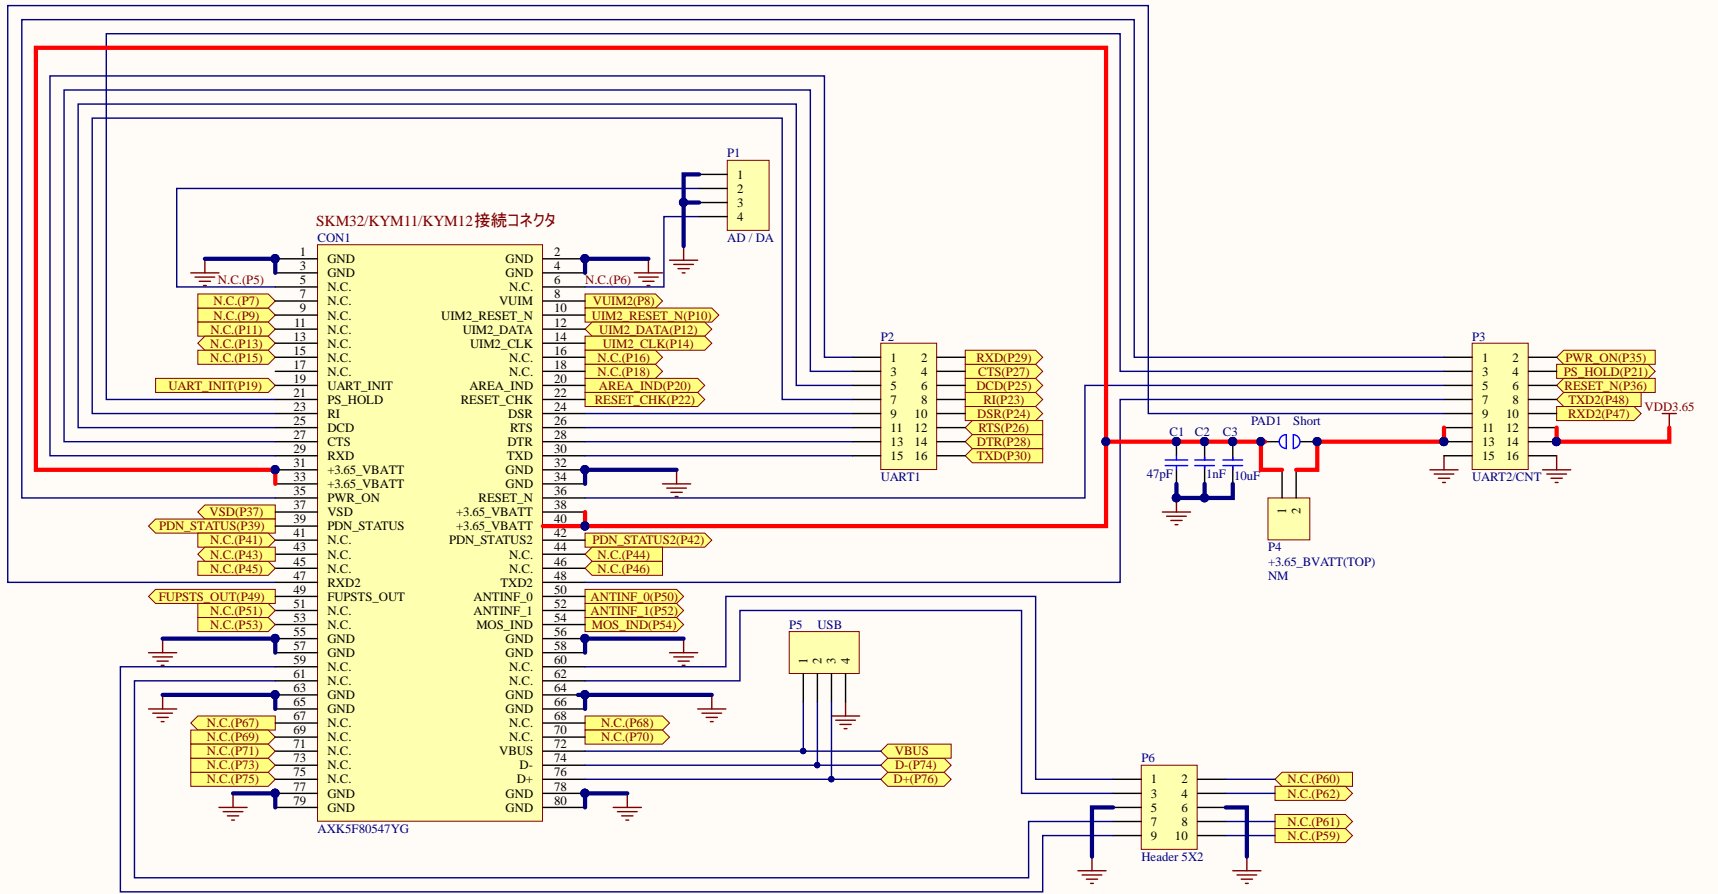 P1
1
2
3
4
AD / DA
SKM32/KYM11/KYM12接続コネクタ
CON1
1 GND GND 2
3 GND GND 4
N.C.(P5) 5 N.C. N.C. 6 N.C.(P6)
N.C.(P7) 7 N.C. VUIM 8 VUIM2(P8)
N.C.(P9) 9 N.C. UIM2_RESET_N 10 UIM2_RESET_N(P10)
N.C.(P11) 11 N.C. UIM2_DATA 12 UIM2_DATA(P12)
N.C.(P13) 13 N.C. UIM2_CLK 14 UIM2_CLK(P14)
N.C.(P15) 15 N.C. N.C. 16 N.C.(P16)
17 N.C. N.C. 18 N.C.(P18)
UART_INIT(P19) 19 UART_INIT AREA_IND 20 AREA_IND(P20)
21 PS_HOLD RESET_CHK 22 RESET_CHK(P22)
23 RI DSR 24
25 DCD RTS 26
27 CTS DTR 28
29 RXD TXD 30
31 +3.65_VBATT GND 32
33 +3.65_VBATT GND 34
35 PWR_ON RESET_N 36
VSD(P37) 37 VSD +3.65_VBATT 38
PDN_STATUS(P39) 39 PDN_STATUS +3.65_VBATT 40
N.C.(P41) 41 N.C. PDN_STATUS2 42 PDN_STATUS2(P42)
N.C.(P43) 43 N.C. N.C. 44 N.C.(P44)
N.C.(P45) 45 N.C. N.C. 46 N.C.(P46)
47 RXD2 TXD2 48
FUPSTS_OUT(P49) 49 FUPSTS_OUT ANTINF_0 50 ANTINF_0(P50)
N.C.(P51) 51 N.C. ANTINF_1 52 ANTINF_1(P52)
N.C.(P53) 53 N.C. MOS_IND 54 MOS_IND(P54)
55 GND GND 56
57 GND GND 58
59 N.C. N.C. 60
61 N.C. N.C. 62
63 GND GND 64
65 GND GND 66
N.C.(P67) 67 N.C. N.C. 68 N.C.(P68)
N.C.(P69) 69 N.C. N.C. 70 N.C.(P70)
N.C.(P71) 71 N.C. VBUS 72
N.C.(P73) 73 N.C. D- 74
N.C.(P75) 75 N.C. D+ 76
77 GND GND 78
79 GND GND 80
AXK5F80547YG
P2
1 2 RXD(P29)
3 4 CTS(P27)
5 6 DCD(P25)
7 8 RI(P23)
9 10 DSR(P24)
11 12 RTS(P26)
13 14 DTR(P28)
15 16 TXD(P30)
UART1
P3
1 2 PWR_ON(P35)
3 4 PS_HOLD(P21)
5 6 RESET_N(P36)
7 8 TXD2(P48)
9 10 RXD2(P47)
11 12
13 14
15 16
UART2/CNT
VDD3.65
PAD1 Short
C1 C2 C3
47pF 1nF 10uF
1 2
P4
+3.65_BVATT(TOP)
NM
P5 USB
1 2 3 4
VBUS
D-(P74)
D+(P76)
P6
1 2 N.C.(P60)
3 4 N.C.(P62)
5 6
7 8 N.C.(P61)
9 10 N.C.(P59)
Header 5X2